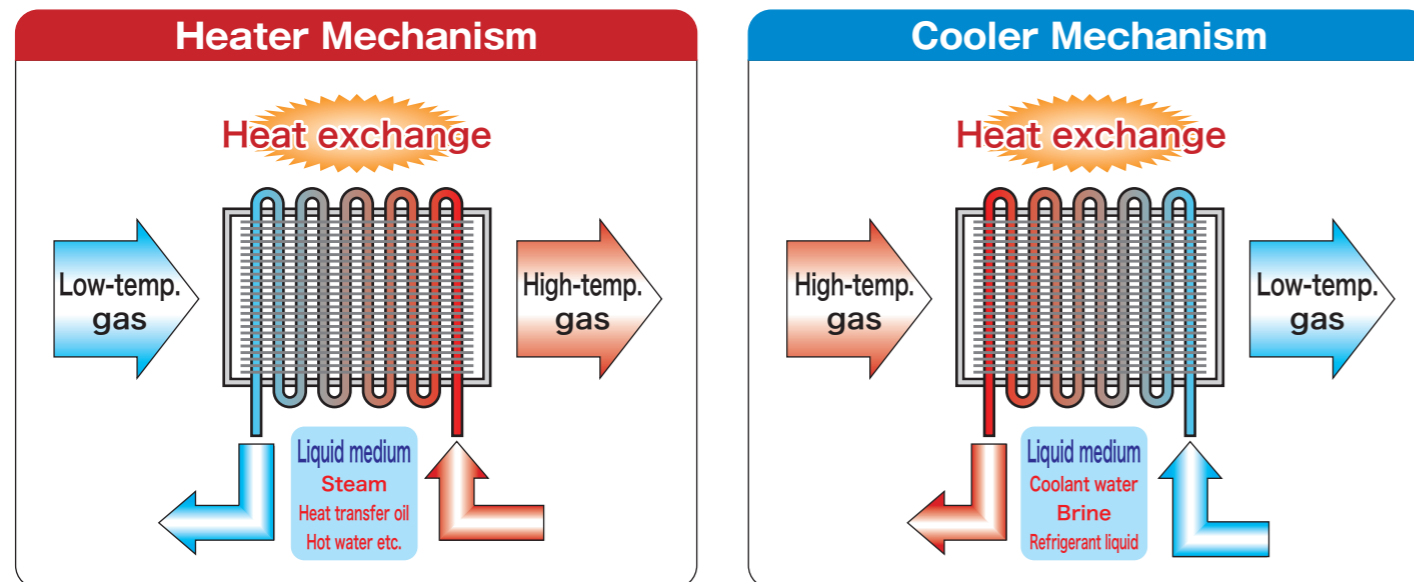 Heater Mechanism
Heat exchange
Low-temp.
gas
High-temp.
gas
Liquid medium
Steam
Heat transfer oil
Hot water etc.
Cooler Mechanism
Heat exchange
High-temp.
gas
Low-temp.
gas
Liquid medium
Coolant water
Brine
Refrigerant liquid